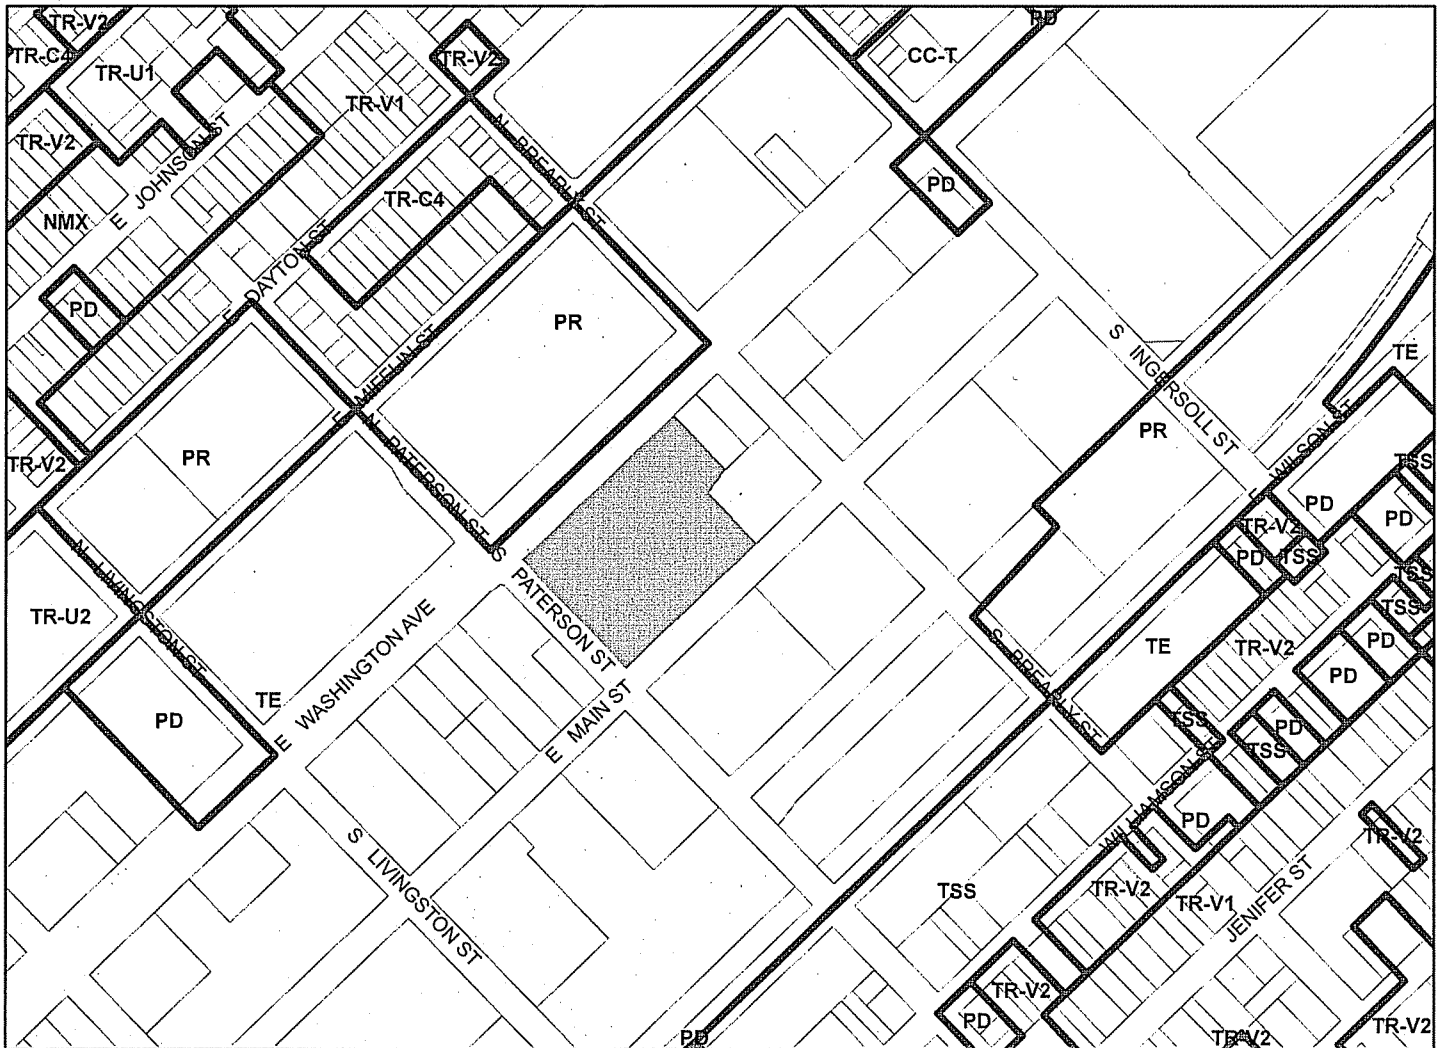 TR-V2
PD
TR-C4
CC-T
TR-V2
TR-U1
TR-V1
N BREARLY ST
TR-V2
E JOHNSON ST
PD
TR-C4
NMX
E DAYTON ST
PD
PR
E MIFFLIN ST
S INGERSOLL ST
TE
PR
E WILSON ST
PR
N PATERSON ST
TR-V2
TSS
PD
PD
TR-V2
PD
TSS
TSS
TSS
S PATERSON ST
N LIVINGSTON ST
TR-U2
E WASHINGTON AVE
S BREARLY ST
TE
TR-V2
PD
PD
TE
PD
E MAIN ST
TSS
PD
TSS
WILLIAMSON ST
PD
TR-V2
S LIVINGSTON ST
TSS
TR-V2
TR-V1
JENIFER ST
TR-V2
PD
TR-V2
TR-V2
PD